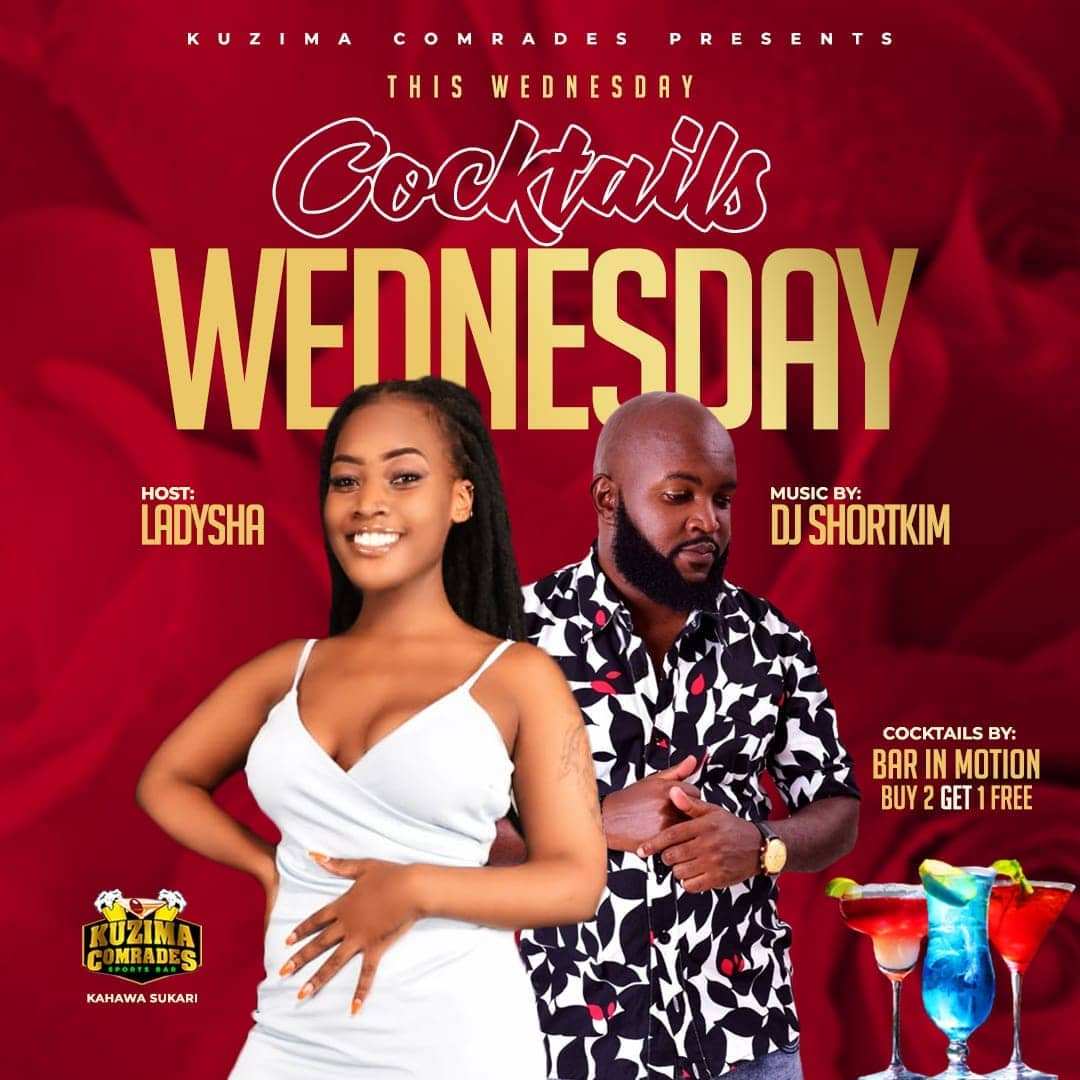 KUZIMA COMRADES PRESENTS
THIS WEDNESDAY
Cocktails
WEDNESDAY
HOST:
LADYSHA
MUSIC BY:
DJ SHORTKIM
COCKTAILS BY:
BAR IN MOTION
BUY 2 GET 1 FREE
KUZIMA
COMRADES
SPORTS BAR
KAHAWA SUKARI